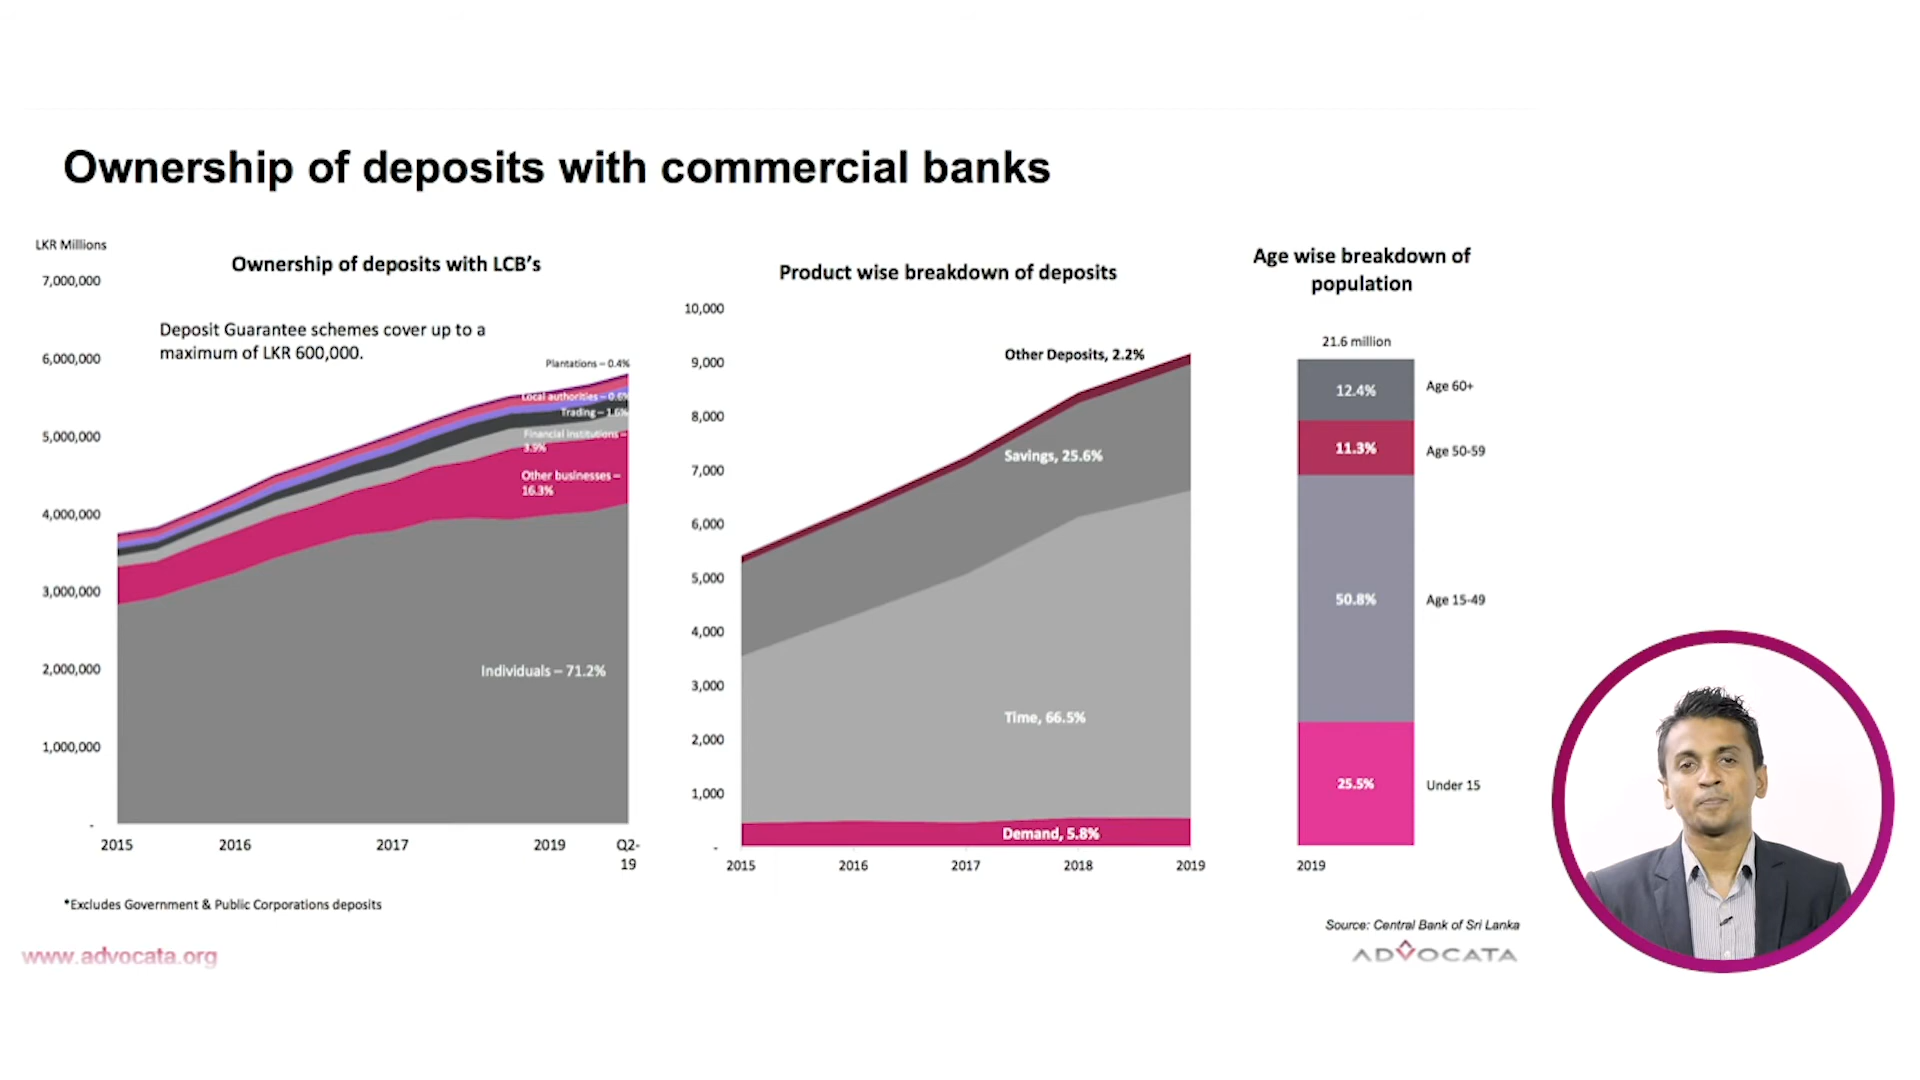 Ownership of deposits with commercial banks
LKR Millions
Ownership of deposits with LCB's
7,000,000
6,000,000
5,000,000
4,000,000
3,000,000
2,000,000
1,000,000
-
Deposit Guarantee schemes cover up to a
maximum of LKR 600,000.
Plantations – 0.4%
Local authorities – 0.6%
Trading – 1.6%
Financial institutions –
3.9%
Other businesses –
16.3%
Individuals – 71.2%
2015
2016
2017
2019
Q2-
19
*Excludes Government & Public Corporations deposits
www.advocata.org
Product wise breakdown of deposits
10,000
9,000
8,000
7,000
6,000
5,000
4,000
3,000
2,000
1,000
-
Other Deposits, 2.2%
Savings, 25.6%
Time, 66.5%
Demand, 5.8%
2015
2016
2017
2018
2019
Age wise breakdown of
population
21.6 million
12.4%
Age 60+
11.3%
Age 50-59
50.8%
Age 15-49
25.5%
Under 15
2019
Source: Central Bank of Sri Lanka
ADVOCATA